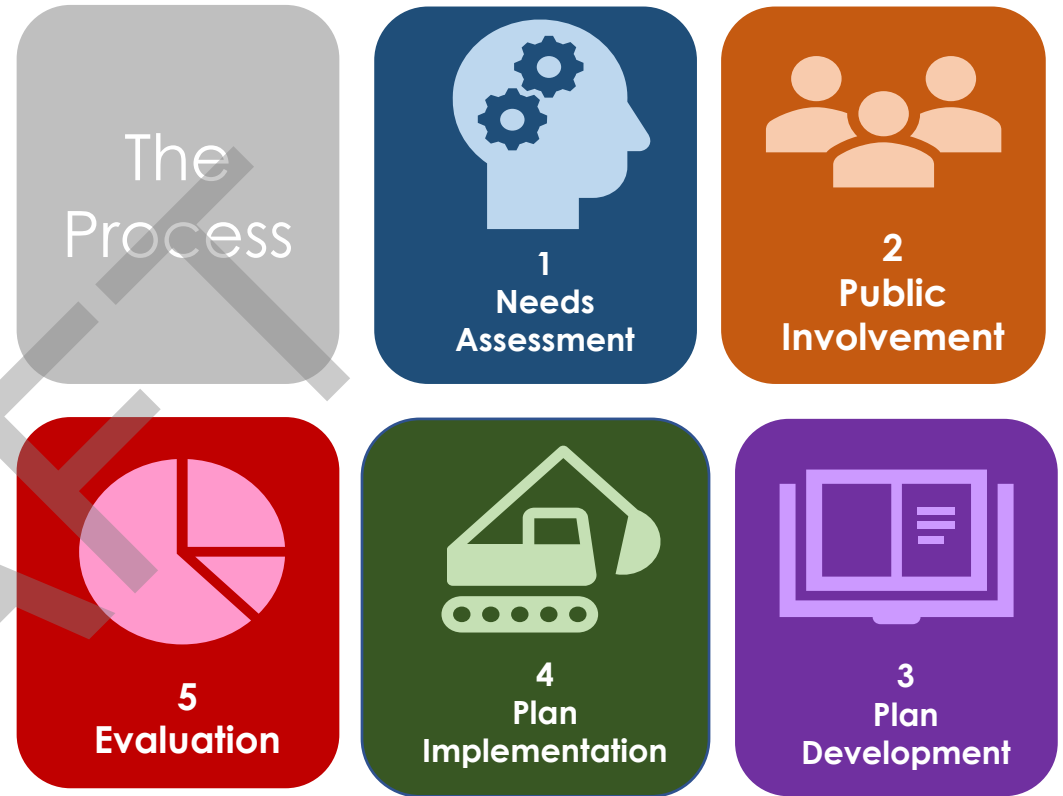 The
Process
1
Needs
Assessment
2
Public
Involvement
3
Plan
Development
4
Plan
Implementation
5
Evaluation